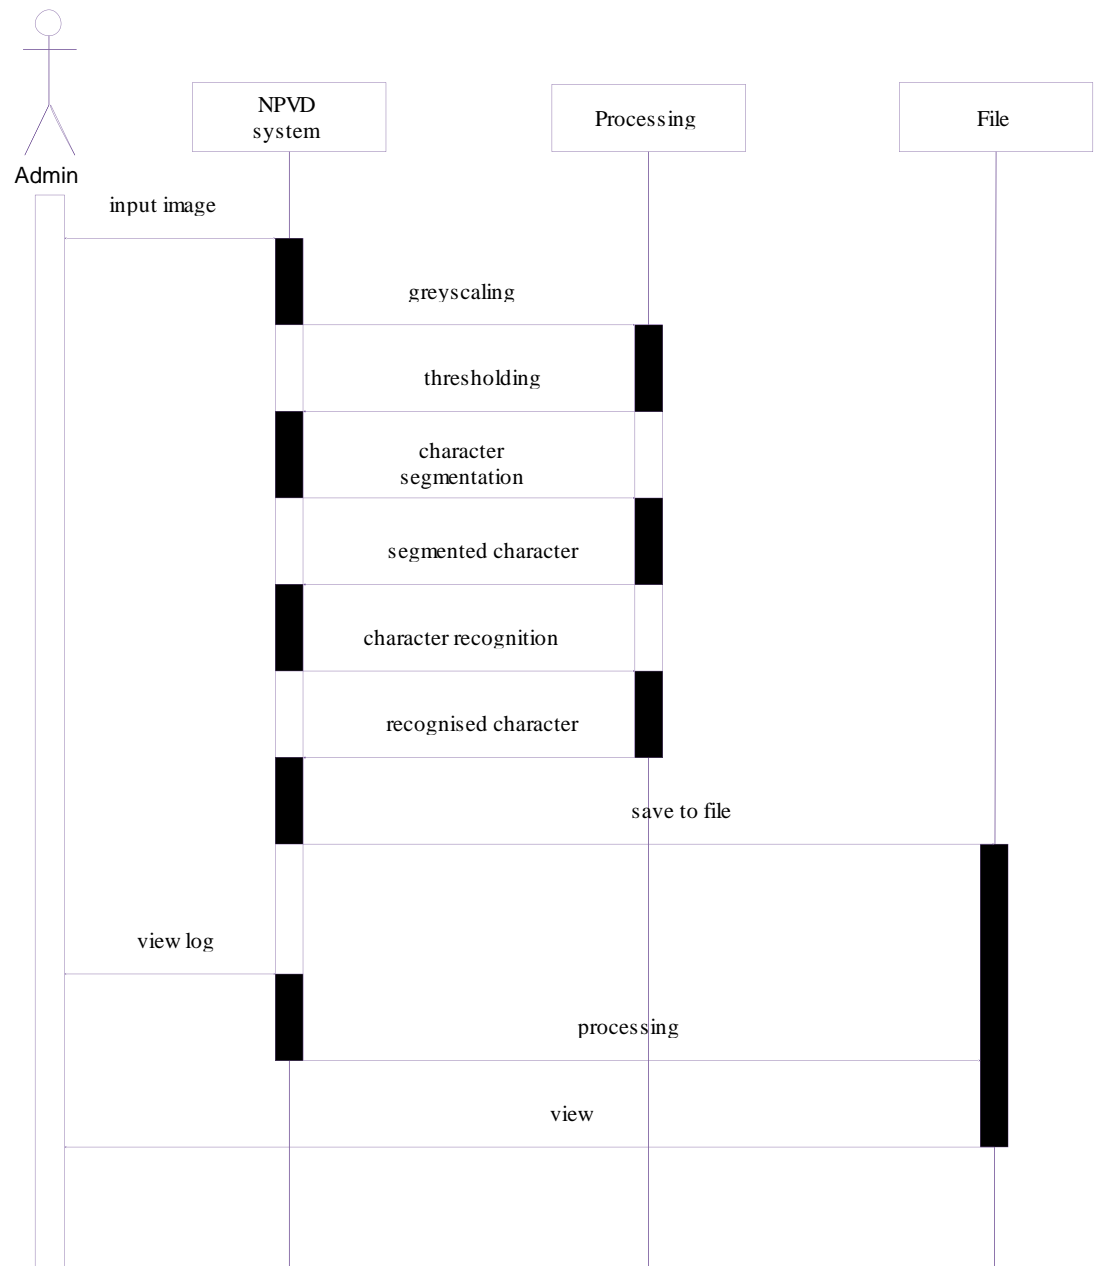 NPVD
system
Processing
File
Admin
input image
greyscaling
thresholding
character
segmentation
segmented character
character recognition
recognised character
save to file
view log
processing
view